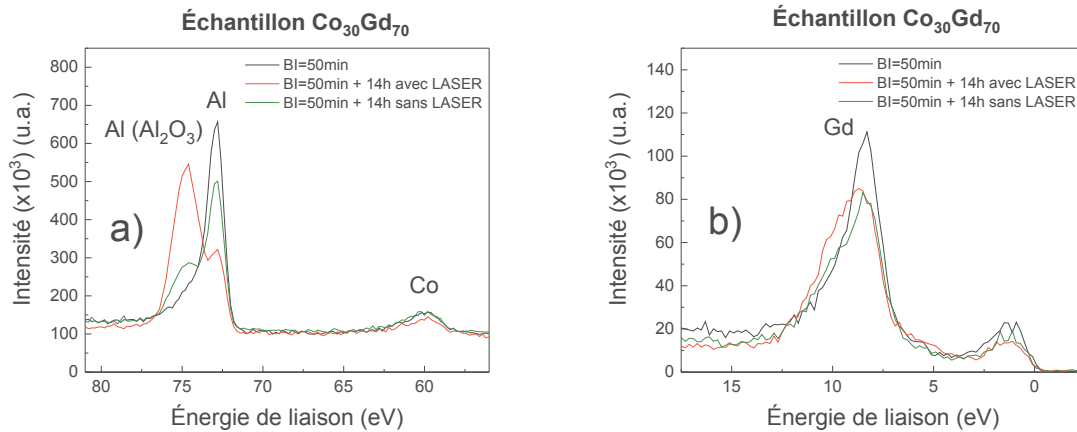 Échantillon Co₃₀Gd₇₀
BI=50min
BI=50min + 14h avec LASER
BI=50min + 14h sans LASER
Al
Al (Al₂O₃)
a)
Co
Intensité (x10³) (u.a.)
800
700
600
500
400
300
200
100
0
80 75 70 65 60
Énergie de liaison (eV)
Échantillon Co₃₀Gd₇₀
BI=50min
BI=50min + 14h avec LASER
BI=50min + 14h sans LASER
Gd
b)
Intensité (x10³) (u.a.)
140
120
100
80
60
40
20
0
15 10 5 0
Énergie de liaison (eV)